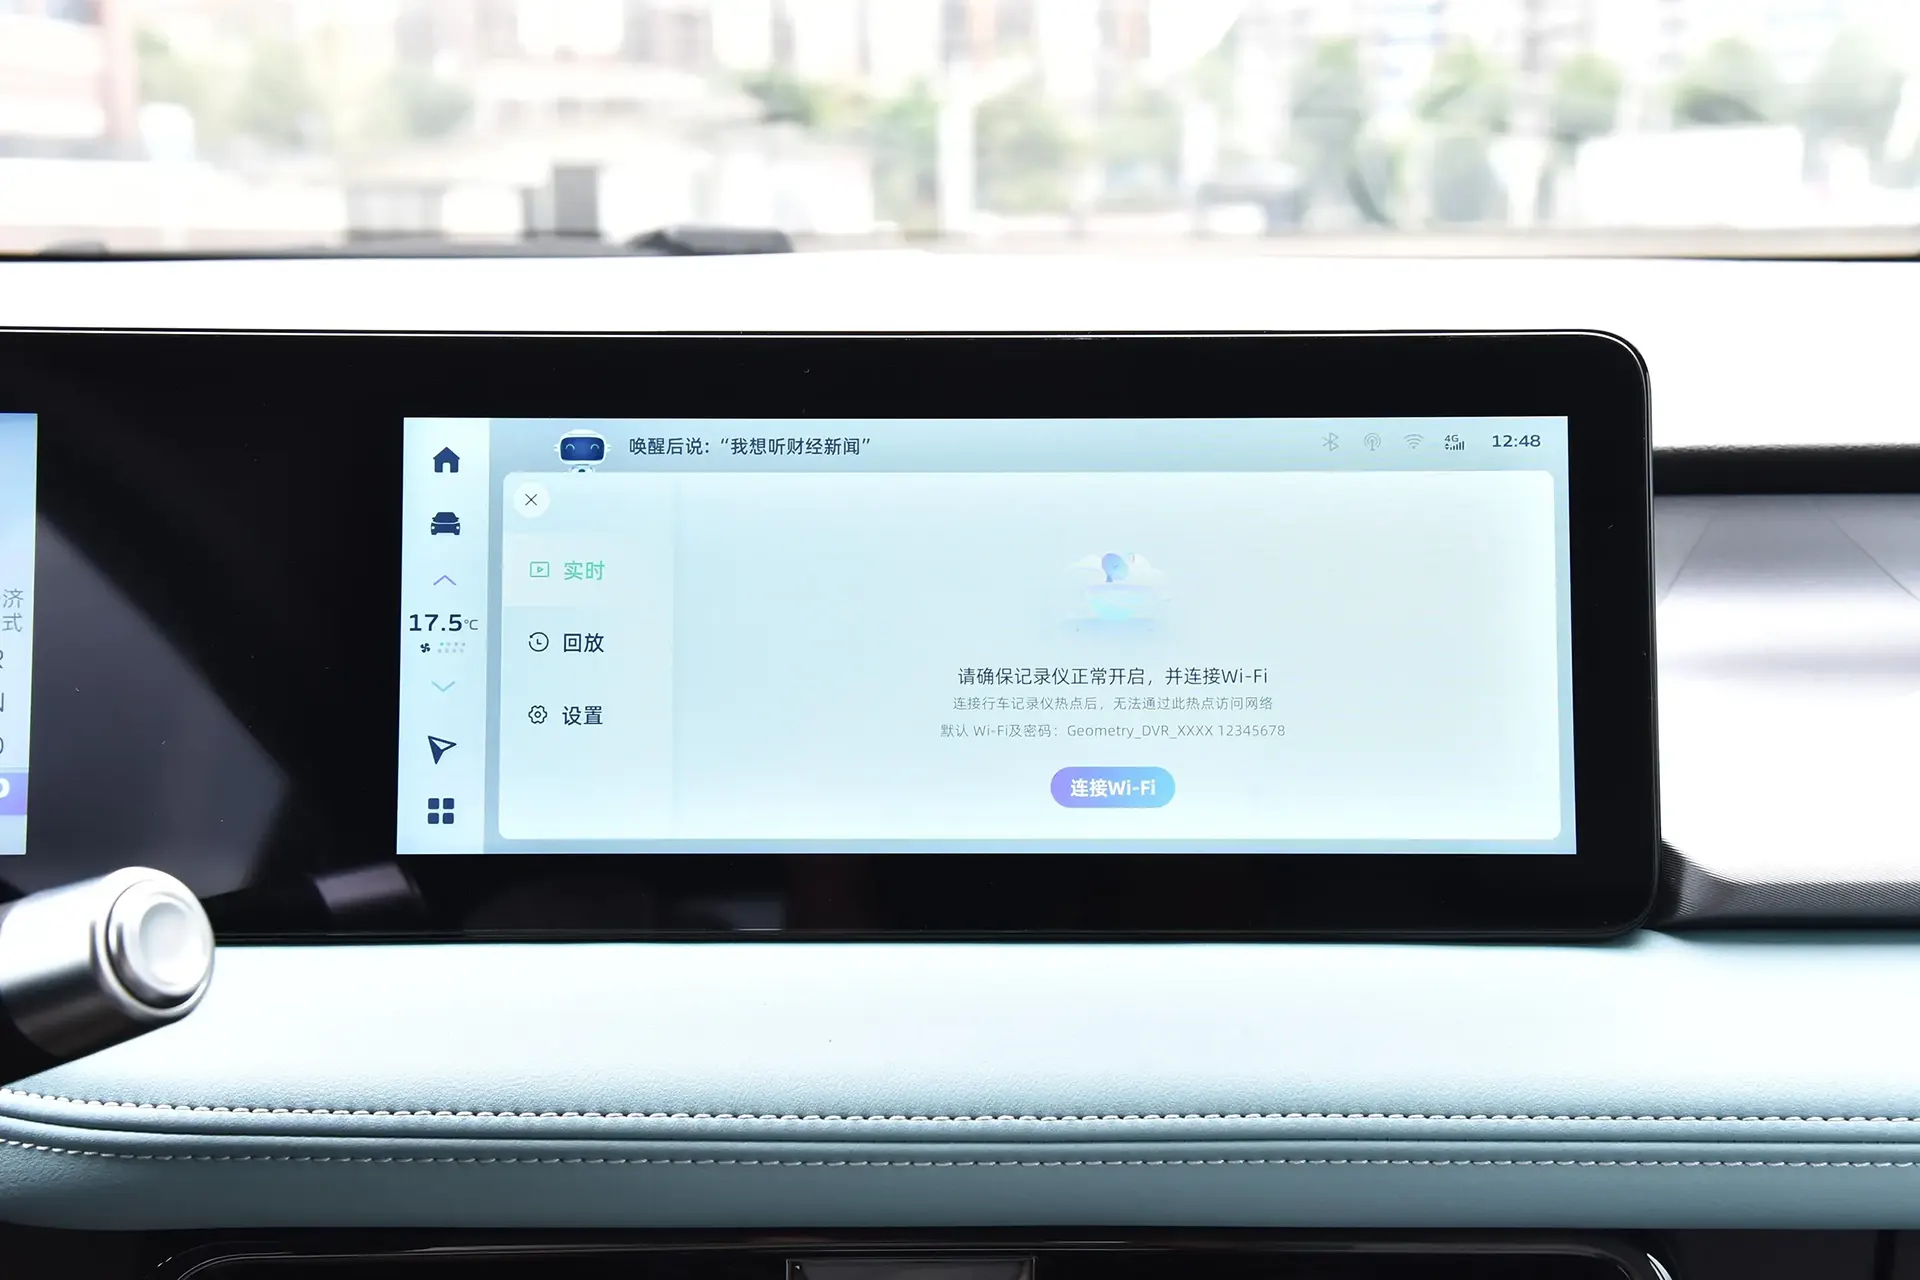 济
式
唤醒后说：“我想听财经新闻”
4G
12:48
17.5°C
实时
回放
设置
请确保记录仪正常开启，并连接Wi-Fi
连接行车记录仪热点后，无法通过此热点访问网络
默认 Wi-Fi及密码：Geometry_DVR_XXXX 12345678
连接Wi-Fi